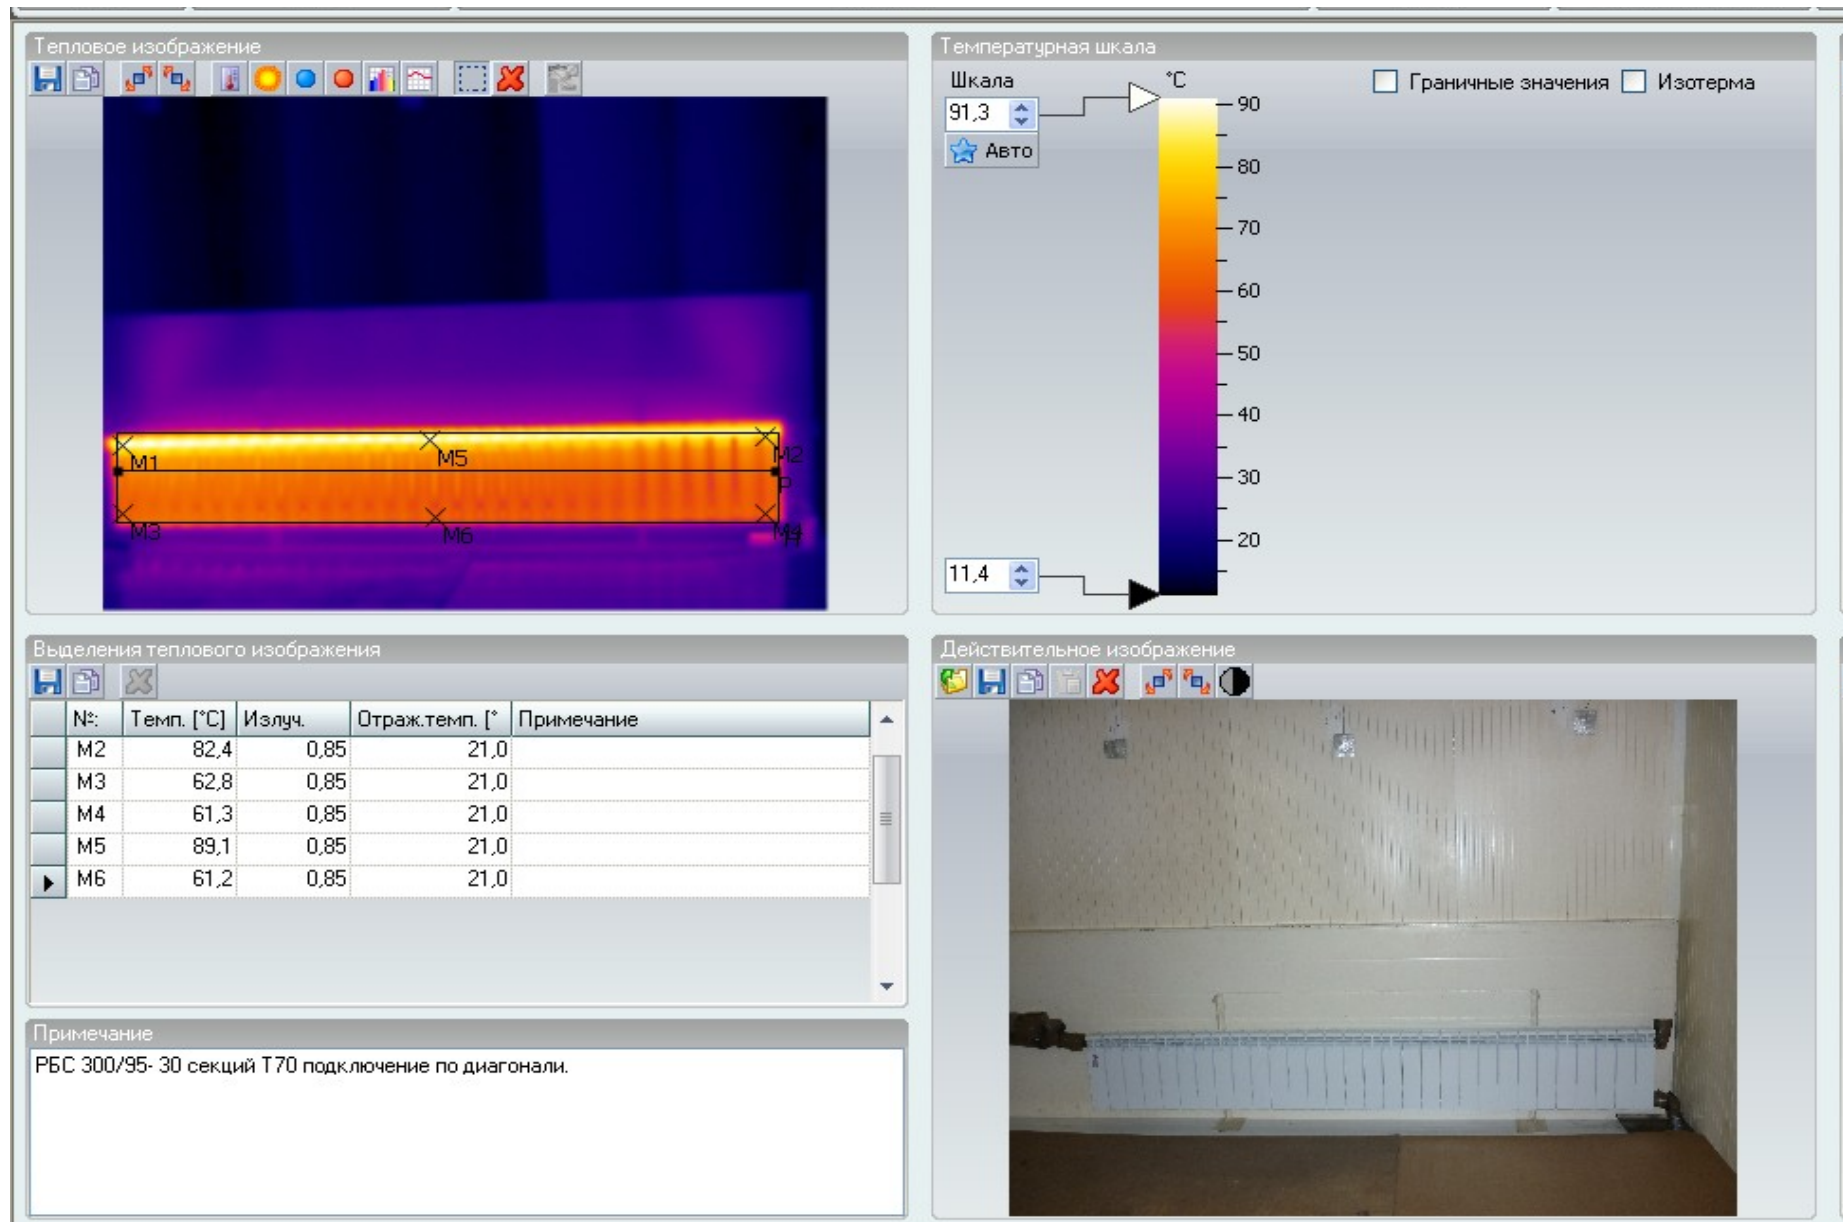 Тепловое изображение
M1
M5
M2
P
M3
M6
M4
Температурная шкала
Шкала
°C
Граничные значения
Изотерма
91,3
Авто
90
80
70
60
50
40
30
20
11,4
Выделения теплового изображения
№: Темп. [°C] Излуч. Отраж.темп. [° Примечание
M2 82,4 0,85 21,0
M3 62,8 0,85 21,0
M4 61,3 0,85 21,0
M5 89,1 0,85 21,0
M6 61,2 0,85 21,0
Примечание
РБС 300/95- 30 секций Т70 подключение по диагонали.
Действительное изображение